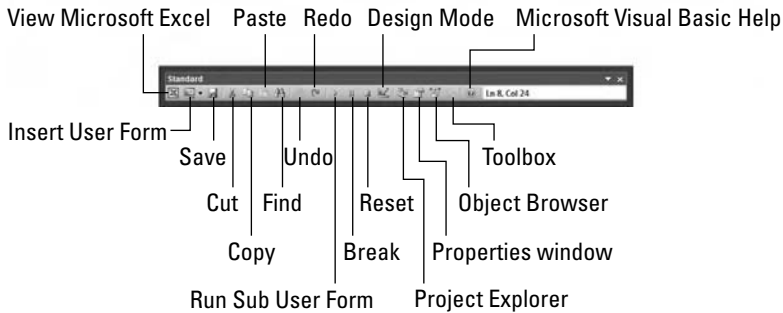 View Microsoft Excel Paste Redo Design Mode Microsoft Visual Basic Help
Standard
Ln 8, Col 24
Insert User Form Save Undo Toolbox
Cut Find Reset Object Browser
Copy Break Properties window
Run Sub User Form Project Explorer